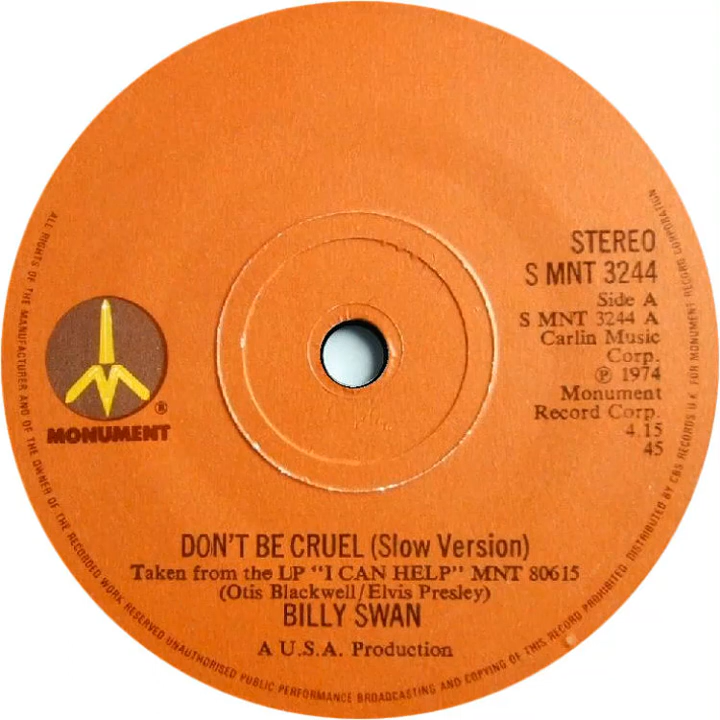 STEREO
S MNT 3244
Side A
S MNT 3244 A
Carlin Music
Corp.
℗ 1974
Monument
Record Corp.
4.15
45
®
MONUMENT
DON'T BE CRUEL (Slow Version)
Taken from the LP "I CAN HELP" MNT 80615
(Otis Blackwell/Elvis Presley)
BILLY SWAN
A U.S.A. Production
ALL RIGHTS OF THE MANUFACTURER AND OF THE OWNER OF THE RECORDED WORK RESERVED UNAUTHORISED PUBLIC PERFORMANCE BROADCASTING AND COPYING OF THIS RECORD PROHIBITED. DISTRIBUTED BY CBS RECORDS U.K. FOR MONUMENT RECORD CORPORATION